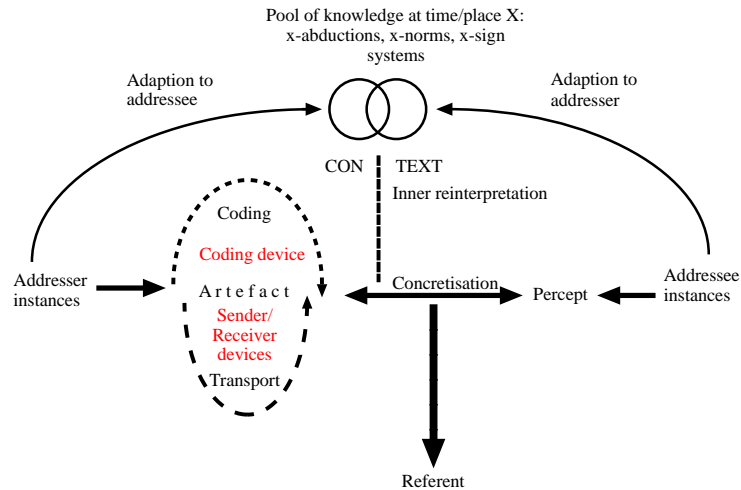 Pool of knowledge at time/place X:
x-abductions, x-norms, x-sign
systems
Adaption to
addressee
Adaption to
addresser
CON TEXT
Inner reinterpretation
Coding
Coding device
Addresser
instances
Artefact
Concretisation
Percept
Addressee
instances
Sender/
Receiver
devices
Transport
Referent